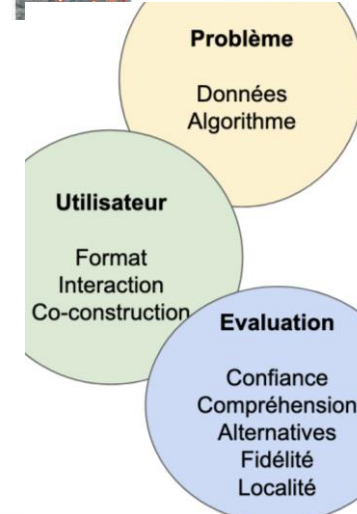 Problème
Données
Algorithme
Utilisateur
Format
Interaction
Co-construction
Evaluation
Confiance
Compréhension
Alternatives
Fidélité
Localité